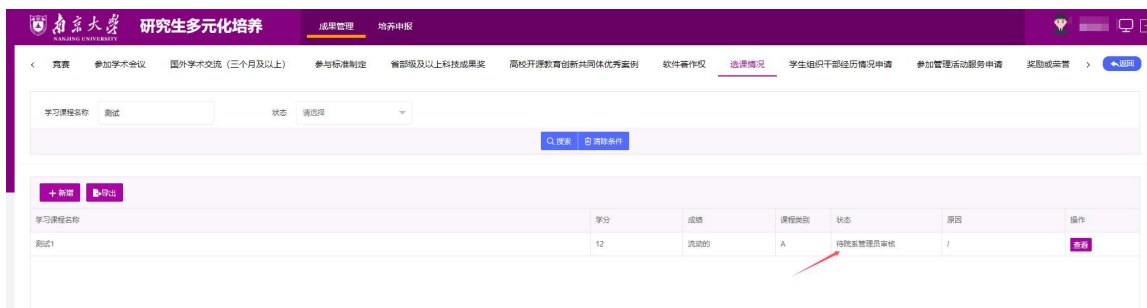 南京大学 研究生多元化培养 成果管理 培养申报
NANJING UNIVERSITY
竞赛 参加学术会议 国外学术交流（三个月及以上） 参与标准制定 省部级及以上科技成果奖 高校开源教育创新共同体优秀案例 软件著作权 选课情况 学生组织干部经历情况申请 参加管理活动服务申请 奖励或荣誉 返回
学习课程名称 测试 状态 请选择
搜索 清除条件
新增 导出
学习课程名称 学分 成绩 课程类别 状态 原因 操作
测试1 12 流动的 A 待院系管理员审核 / 查看